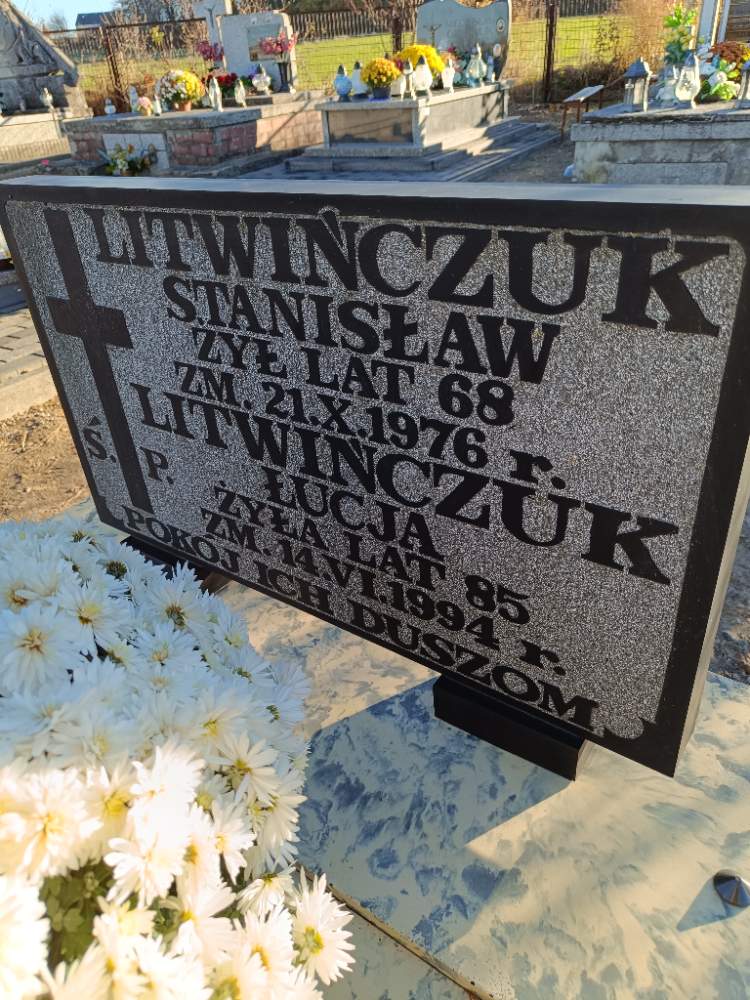 LITWIŃCZUK
STANISŁAW
ŻYŁ LAT 68
ZM. 21.X.1976 r.
LITWIŃCZUK
ŁUCJA
ŻYŁA LAT 85
ZM. 14.VI.1994 r.
Ś. P.
POKÓJ ICH DUSZOM